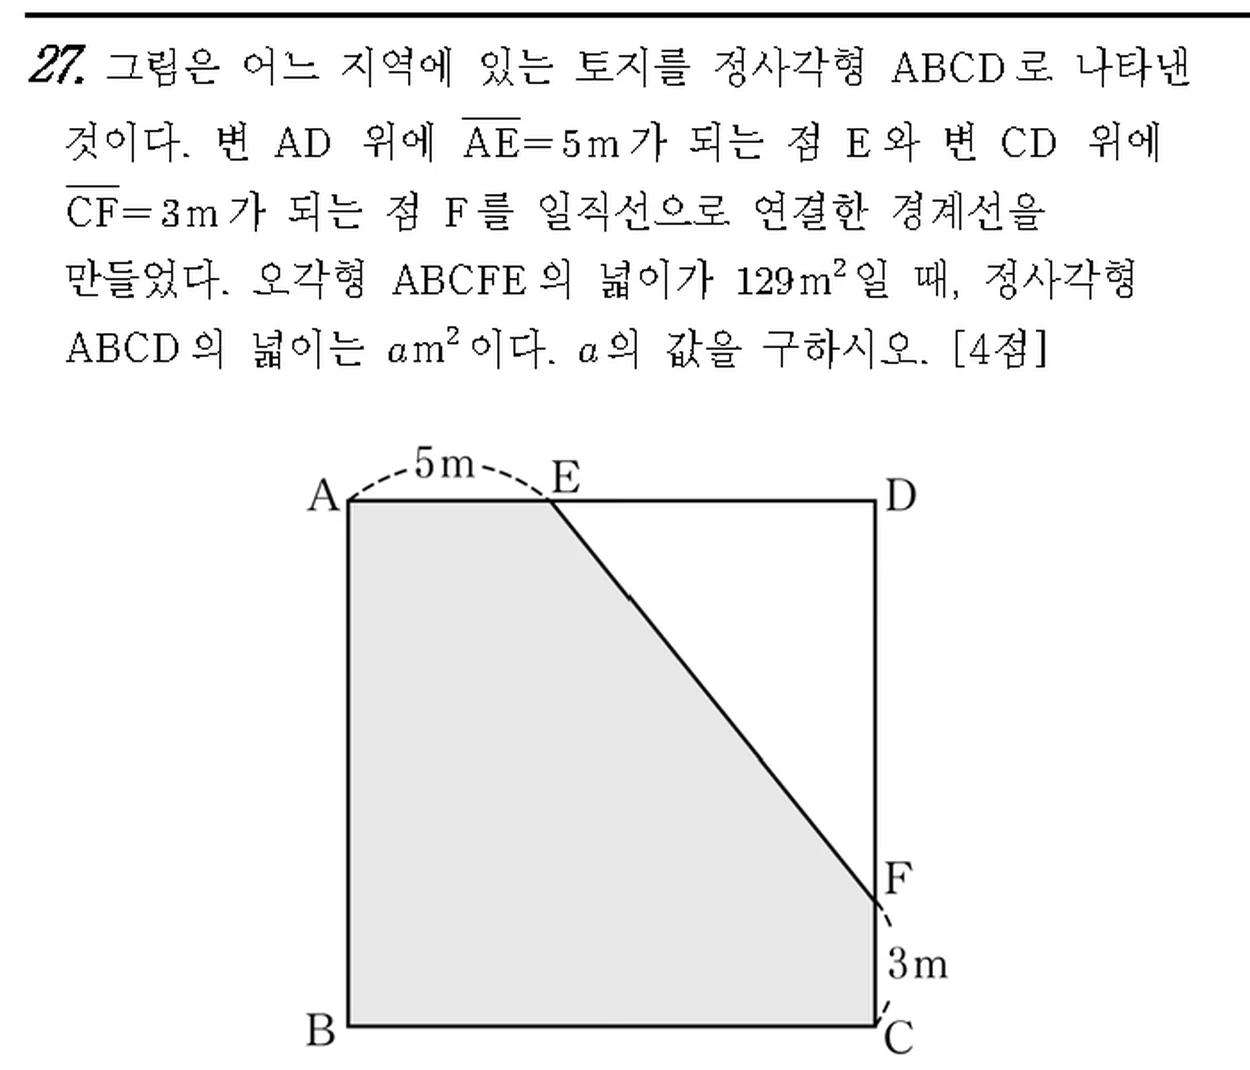 27. 그림은 어느 지역에 있는 토지를 정사각형 ABCD로 나타낸
것이다. 변 AD 위에 A̅E̅=5m가 되는 점 E와 변 CD 위에
C̅F̅=3m가 되는 점 F를 일직선으로 연결한 경계선을
만들었다. 오각형 ABCFE의 넓이가 129m²일 때, 정사각형
ABCD의 넓이는 am²이다. a의 값을 구하시오. [4점]
5m
A E D
F
3m
B C